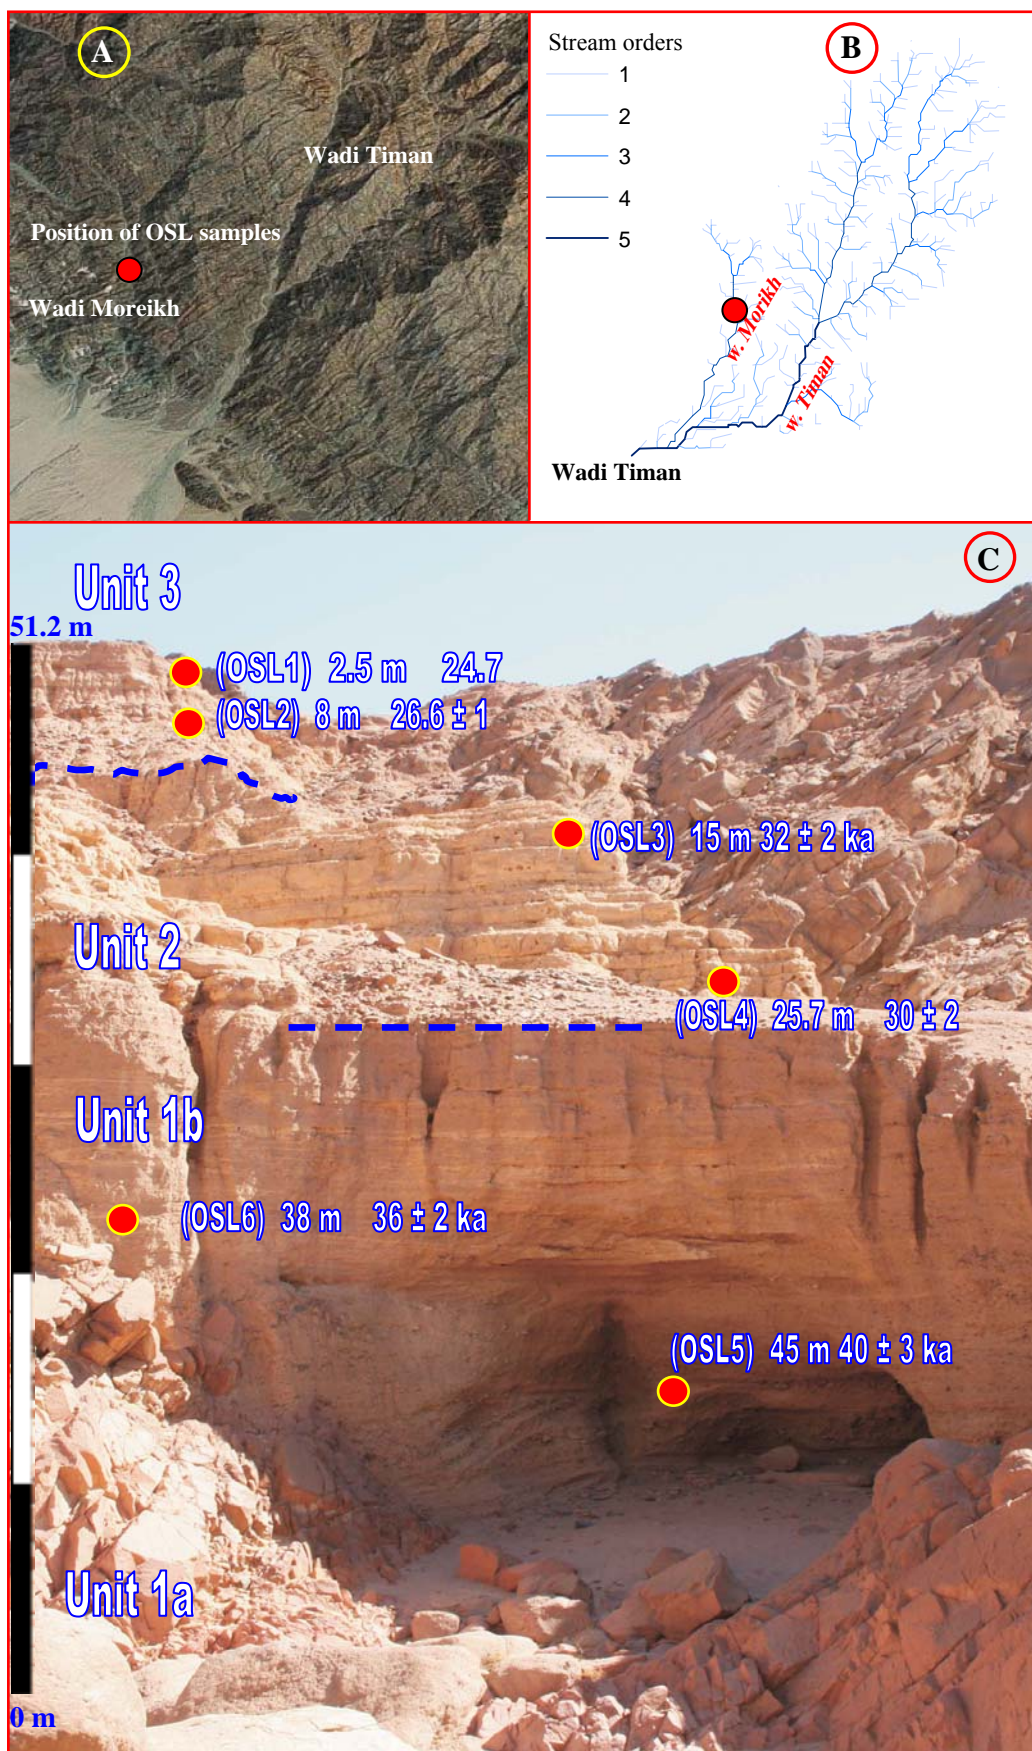 A
Wadi Timan
Position of OSL samples
Wadi Moreikh
B
Stream orders
1
2
3
4
5
w. Morikh
w. Timan
Wadi Timan
C
Unit 3
51.2 m
(OSL1) 2.5 m 24.7
(OSL2) 8 m 26.6 ± 1
(OSL3) 15 m 32 ± 2 ka
Unit 2
(OSL4) 25.7 m 30 ± 2
Unit 1b
(OSL6) 38 m 36 ± 2 ka
(OSL5) 45 m 40 ± 3 ka
Unit 1a
0 m